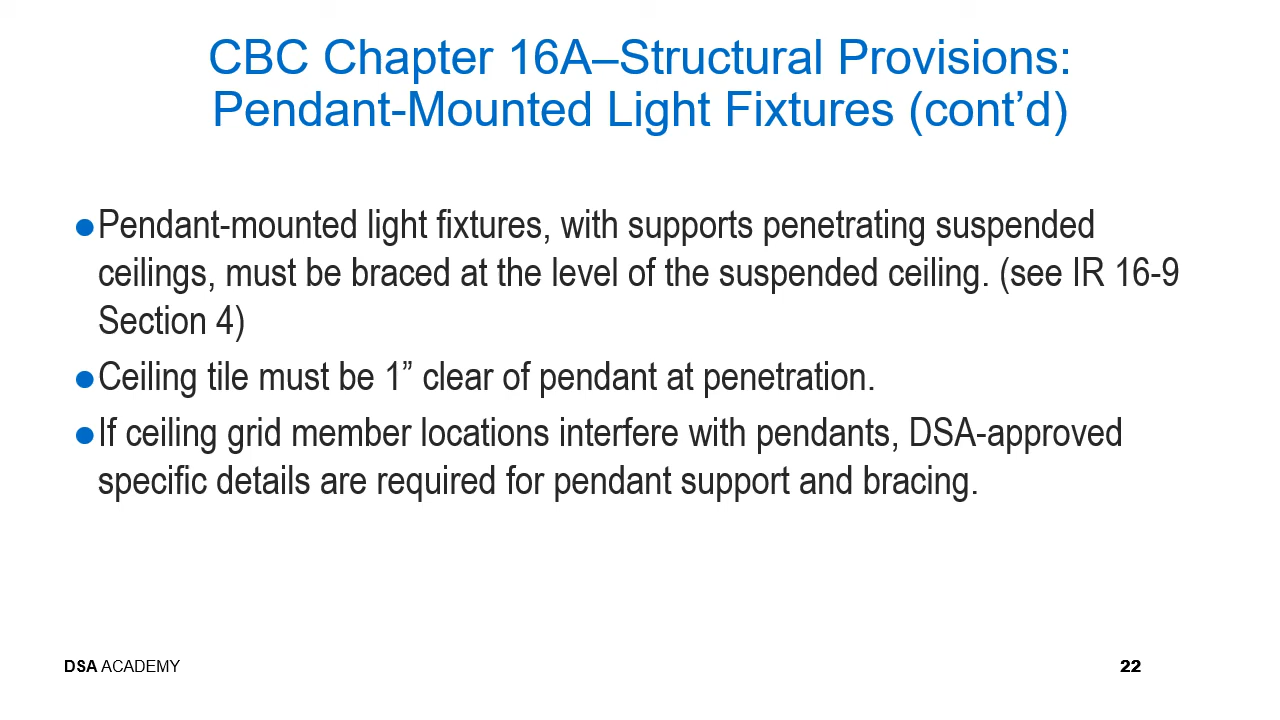 CBC Chapter 16A–Structural Provisions:
Pendant-Mounted Light Fixtures (cont’d)
●Pendant-mounted light fixtures, with supports penetrating suspended
ceilings, must be braced at the level of the suspended ceiling. (see IR 16-9
Section 4)
●Ceiling tile must be 1” clear of pendant at penetration.
●If ceiling grid member locations interfere with pendants, DSA-approved
specific details are required for pendant support and bracing.
DSA ACADEMY
22